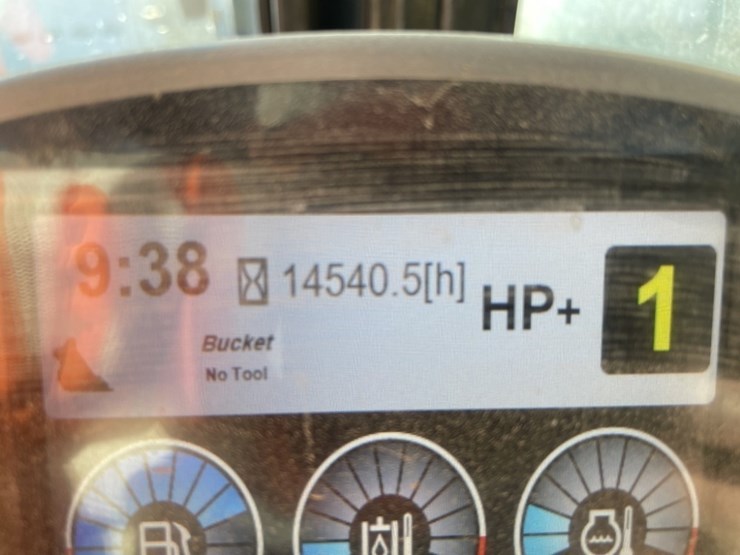 9:38 14540.5[h] HP+ 1
Bucket
No Tool